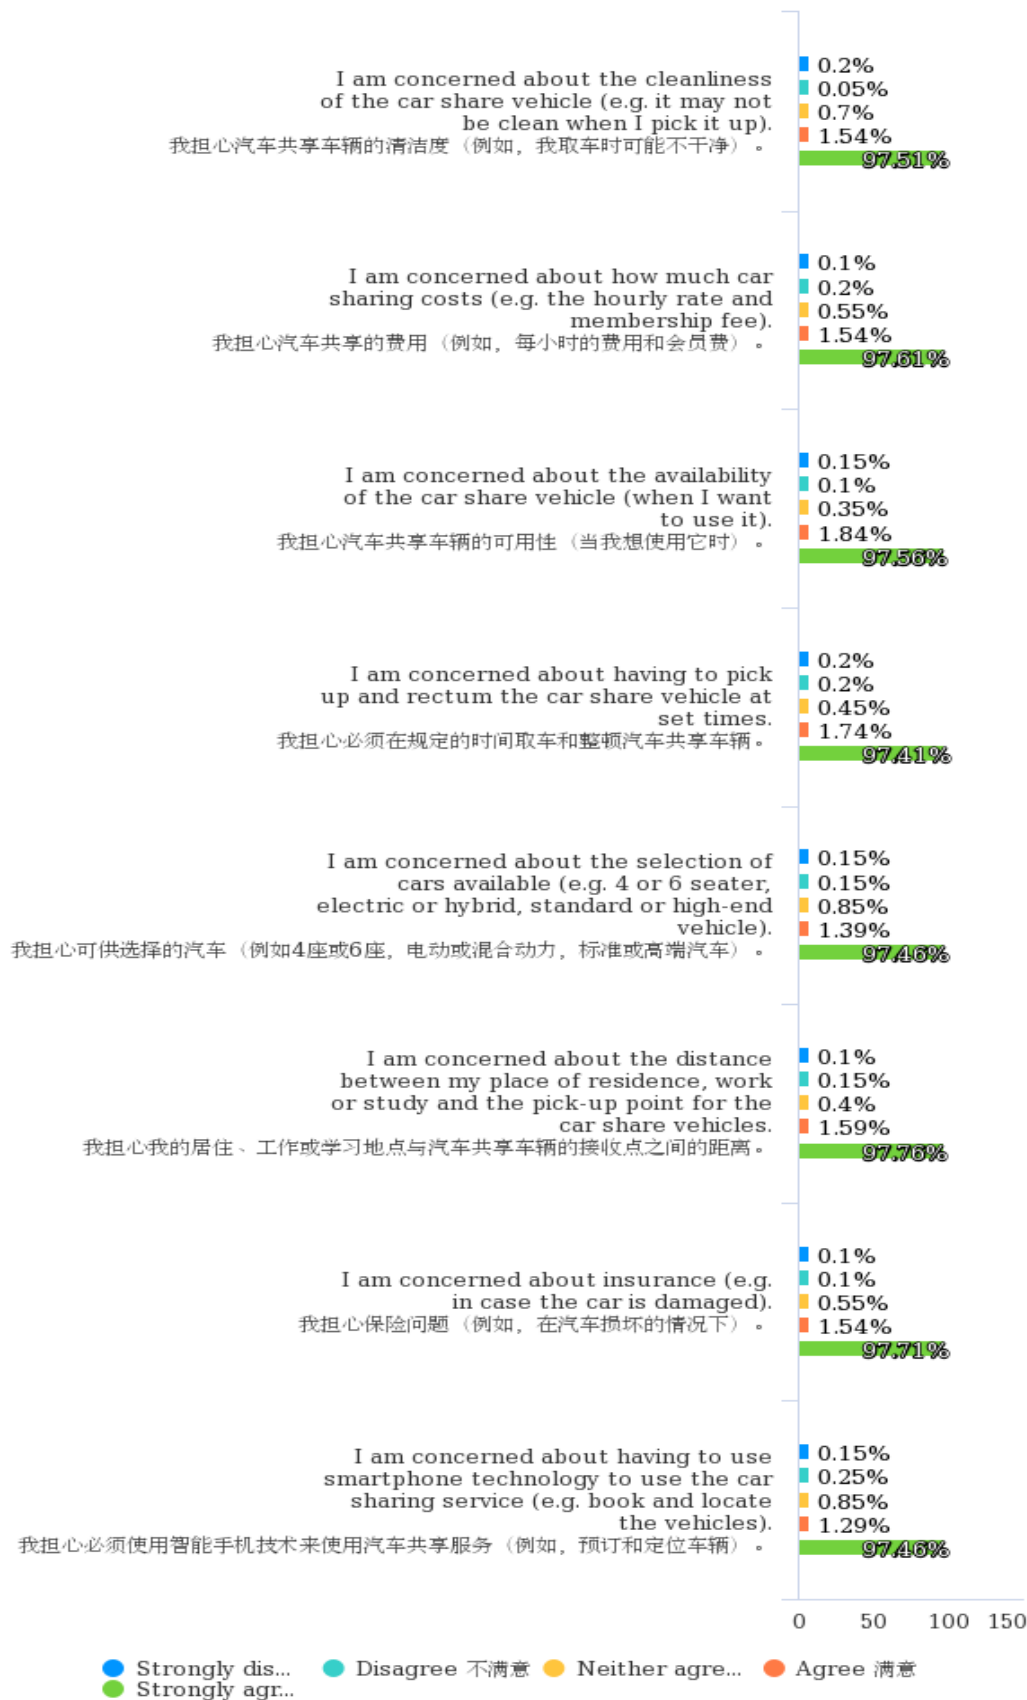 I am concerned about the cleanliness
of the car share vehicle (e.g. it may not
be clean when I pick it up).
我担心汽车共享车辆的清洁度（例如，我取车时可能不干净）。
0.2%
0.05%
0.7%
1.54%
97.51%
I am concerned about how much car
sharing costs (e.g. the hourly rate and
membership fee).
我担心汽车共享的费用（例如，每小时的费用和会员费）。
0.1%
0.2%
0.55%
1.54%
97.61%
I am concerned about the availability
of the car share vehicle (when I want
to use it).
我担心汽车共享车辆的可用性（当我想使用它时）。
0.15%
0.1%
0.35%
1.84%
97.56%
I am concerned about having to pick
up and rectum the car share vehicle at
set times.
我担心必须在规定的时间取车和整顿汽车共享车辆。
0.2%
0.2%
0.45%
1.74%
97.41%
I am concerned about the selection of
cars available (e.g. 4 or 6 seater,
electric or hybrid, standard or high-end
vehicle).
我担心可供选择的汽车（例如4座或6座，电动或混合动力，标准或高端汽车）。
0.15%
0.15%
0.85%
1.39%
97.46%
I am concerned about the distance
between my place of residence, work
or study and the pick-up point for the
car share vehicles.
我担心我的居住、工作或学习地点与汽车共享车辆的接收点之间的距离。
0.1%
0.15%
0.4%
1.59%
97.76%
I am concerned about insurance (e.g.
in case the car is damaged).
我担心保险问题（例如，在汽车损坏的情况下）。
0.1%
0.1%
0.55%
1.54%
97.71%
I am concerned about having to use
smartphone technology to use the car
sharing service (e.g. book and locate
the vehicles).
我担心必须使用智能手机技术来使用汽车共享服务（例如，预订和定位车辆）。
0.15%
0.25%
0.85%
1.29%
97.46%
0 50 100 150
Strongly dis... Disagree 不满意 Neither agre... Agree 满意
Strongly agr...